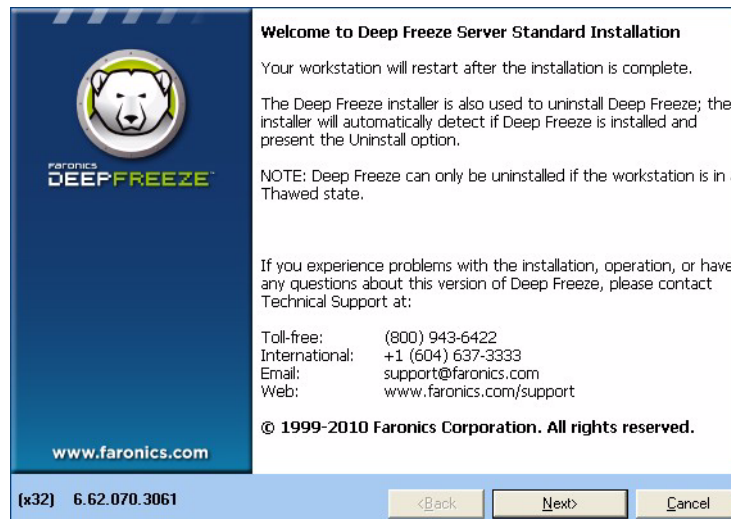 Welcome to Deep Freeze Server Standard Installation
Your workstation will restart after the installation is complete.
The Deep Freeze installer is also used to uninstall Deep Freeze; the
installer will automatically detect if Deep Freeze is installed and
present the Uninstall option.
NOTE: Deep Freeze can only be uninstalled if the workstation is in
Thawed state.
If you experience problems with the installation, operation, or have
any questions about this version of Deep Freeze, please contact
Technical Support at:
Toll-free: (800) 943-6422
International: +1 (604) 637-3333
Email: support@faronics.com
Web: www.faronics.com/support
© 1999-2010 Faronics Corporation. All rights reserved.
FARONICS
DEEPFREEZE
www.faronics.com
(x32) 6.62.070.3061
<Back Next> Cancel